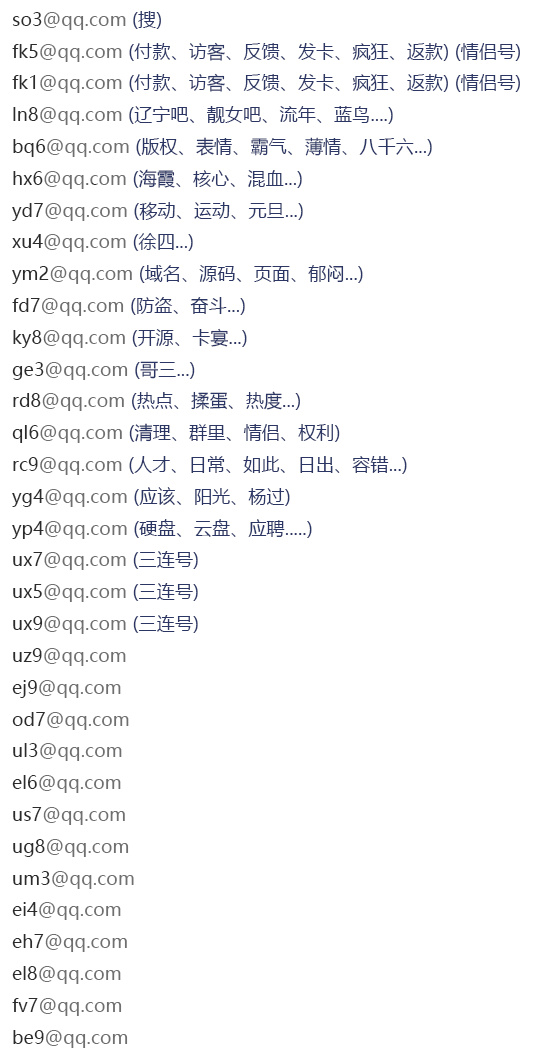 so3@qq.com (搜)
fk5@qq.com (付款、访客、反馈、发卡、疯狂、返款) (情侣号)
fk1@qq.com (付款、访客、反馈、发卡、疯狂、返款) (情侣号)
ln8@qq.com (辽宁吧、靓女吧、流年、蓝鸟....)
bq6@qq.com (版权、表情、霸气、薄情、八千六...)
hx6@qq.com (海霞、核心、混血...)
yd7@qq.com (移动、运动、元旦...)
xu4@qq.com (徐四...)
ym2@qq.com (域名、源码、页面、郁闷...)
fd7@qq.com (防盗、奋斗...)
ky8@qq.com (开源、卡宴...)
ge3@qq.com (哥三...)
rd8@qq.com (热点、揉蛋、热度...)
ql6@qq.com (清理、群里、情侣、权利)
rc9@qq.com (人才、日常、如此、日出、容错...)
yg4@qq.com (应该、阳光、杨过)
yp4@qq.com (硬盘、云盘、应聘.....)
ux7@qq.com (三连号)
ux5@qq.com (三连号)
ux9@qq.com (三连号)
uz9@qq.com
ej9@qq.com
od7@qq.com
ul3@qq.com
el6@qq.com
us7@qq.com
ug8@qq.com
um3@qq.com
ei4@qq.com
eh7@qq.com
el8@qq.com
fv7@qq.com
be9@qq.com